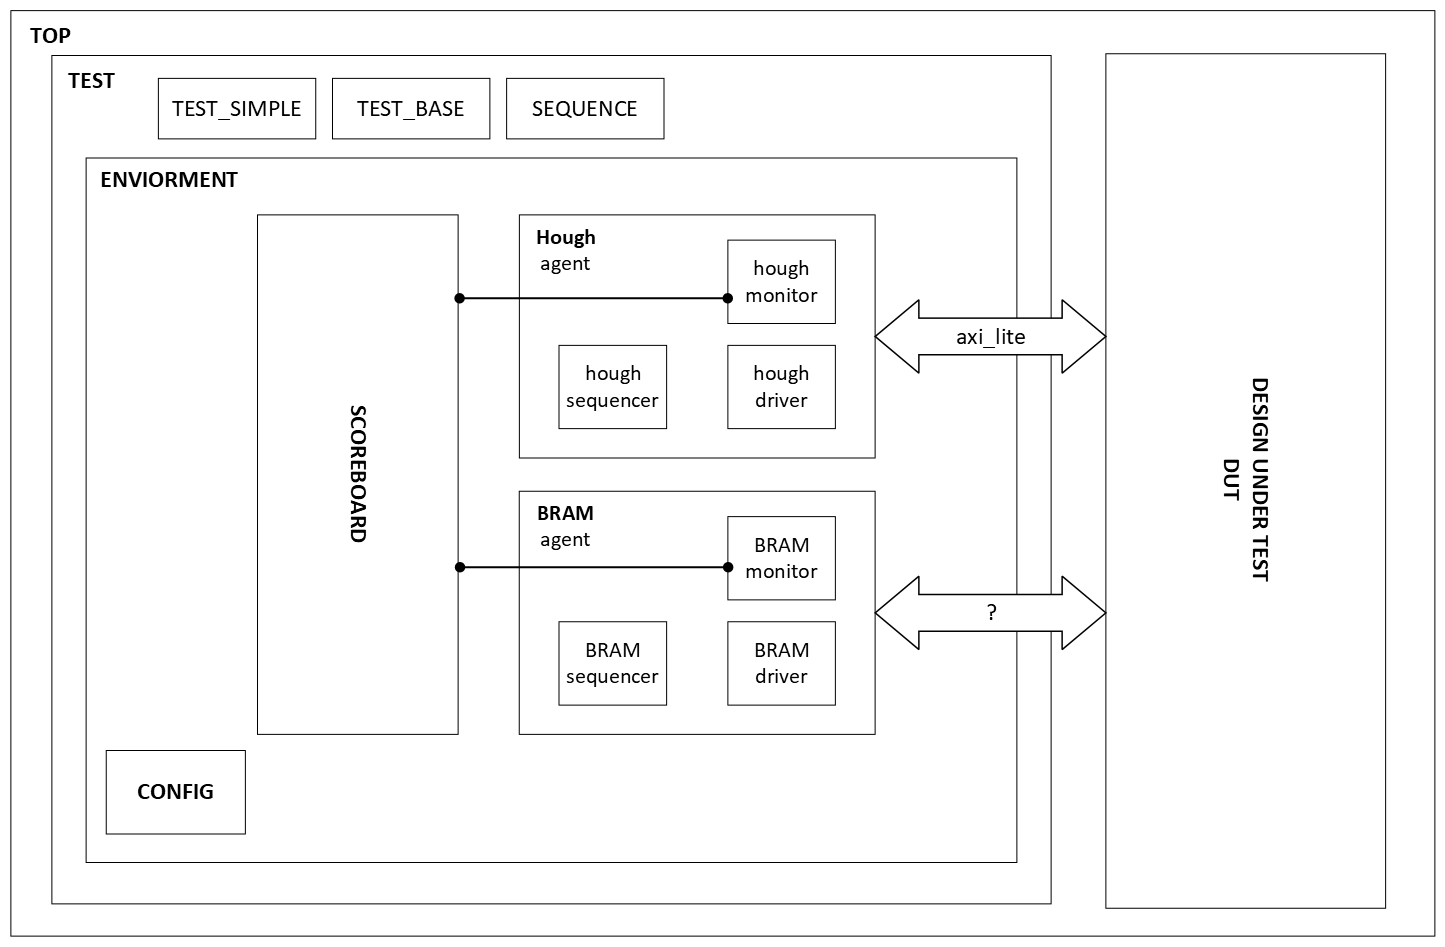 TOP
TEST
TEST_SIMPLE
TEST_BASE
SEQUENCE
ENVIORMENT
SCOREBOARD
Hough
agent
hough
monitor
hough
sequencer
hough
driver
axi_lite
BRAM
agent
BRAM
monitor
BRAM
sequencer
BRAM
driver
?
CONFIG
DESIGN UNDER TEST
DUT